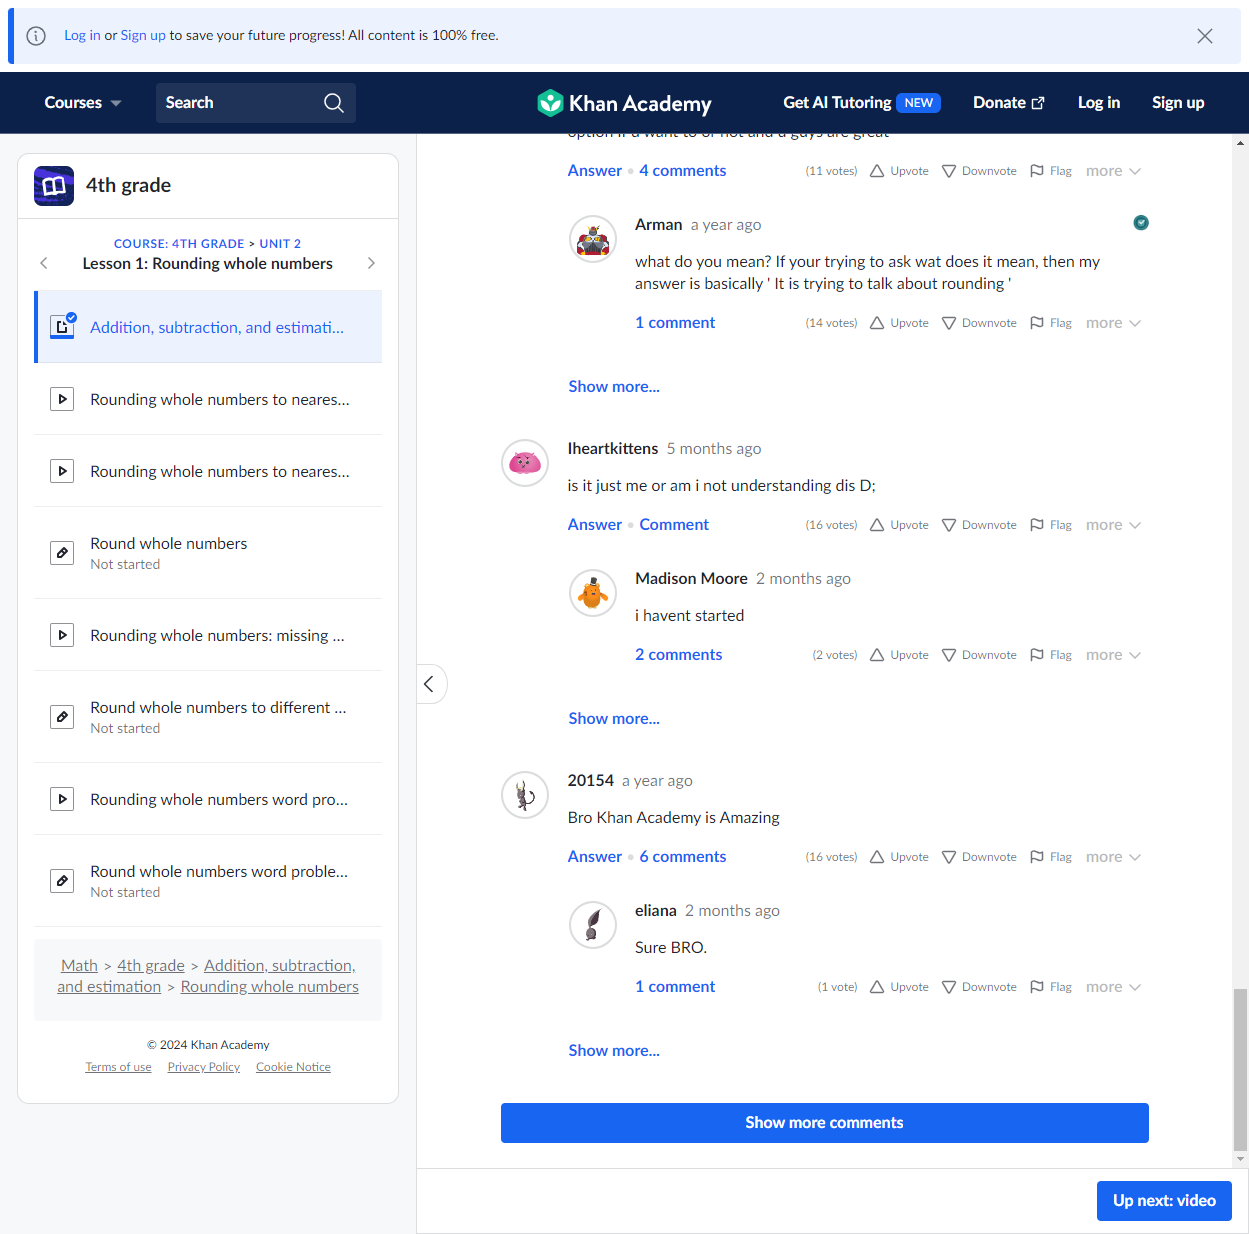 Log in or Sign up to save your future progress! All content is 100% free.
Courses
Search
Khan Academy
Get AI Tutoring NEW
Donate
Log in
Sign up
4th grade
COURSE: 4TH GRADE > UNIT 2
Lesson 1: Rounding whole numbers
Addition, subtraction, and estimati...
Rounding whole numbers to neares...
Rounding whole numbers to neares...
Round whole numbers
Not started
Rounding whole numbers: missing ...
Round whole numbers to different ...
Not started
Rounding whole numbers word pro...
Round whole numbers word proble...
Not started
Math > 4th grade > Addition, subtraction,
and estimation > Rounding whole numbers
© 2024 Khan Academy
Terms of use Privacy Policy Cookie Notice
option if u want to or not and u guys are great
Answer • 4 comments (11 votes) Upvote Downvote Flag more
Arman a year ago
what do you mean? If your trying to ask wat does it mean, then my
answer is basically ' It is trying to talk about rounding '
1 comment (14 votes) Upvote Downvote Flag more
Show more...
Iheartkittens 5 months ago
is it just me or am i not understanding dis D;
Answer • Comment (16 votes) Upvote Downvote Flag more
Madison Moore 2 months ago
i havent started
2 comments (2 votes) Upvote Downvote Flag more
Show more...
20154 a year ago
Bro Khan Academy is Amazing
Answer • 6 comments (16 votes) Upvote Downvote Flag more
eliana 2 months ago
Sure BRO.
1 comment (1 vote) Upvote Downvote Flag more
Show more...
Show more comments
Up next: video